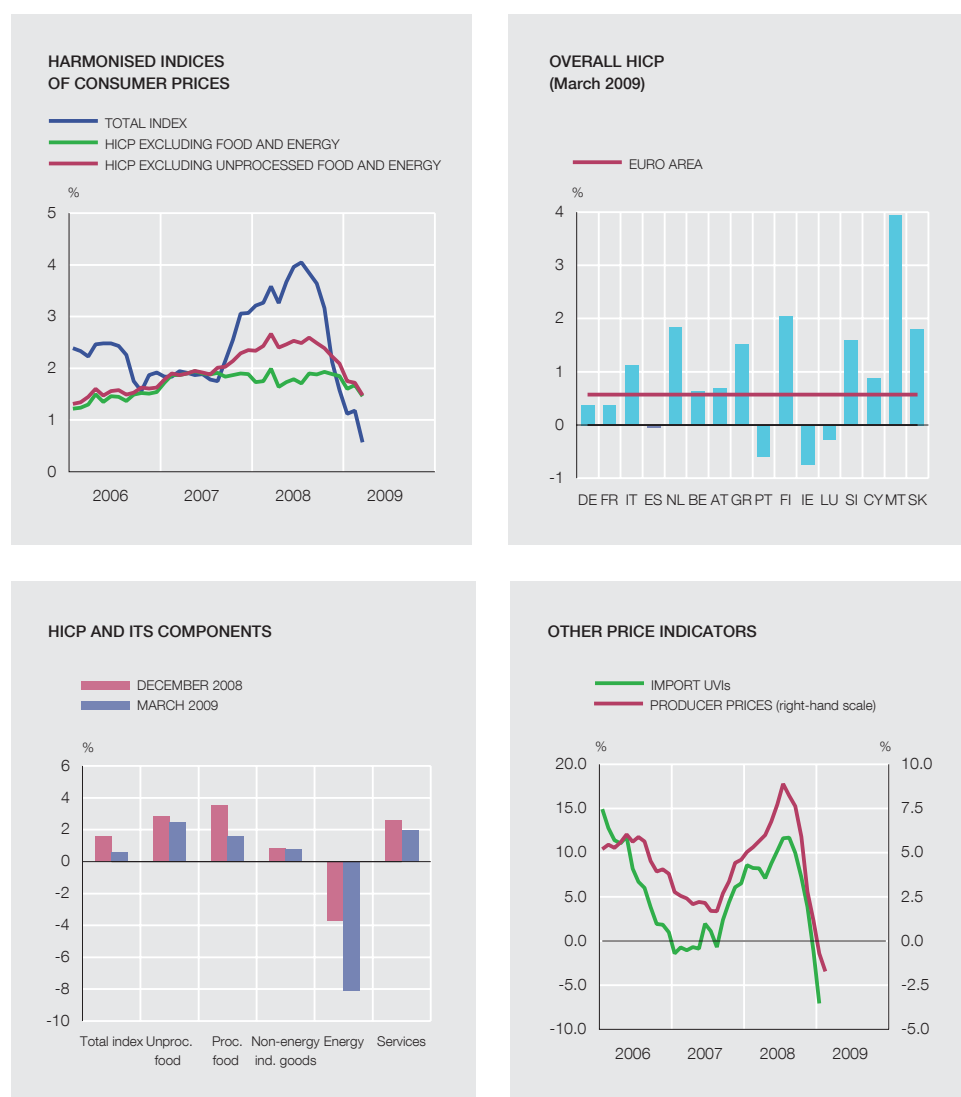 HARMONISED INDICES
OF CONSUMER PRICES
TOTAL INDEX
HICP EXCLUDING FOOD AND ENERGY
HICP EXCLUDING UNPROCESSED FOOD AND ENERGY
%
5
4
3
2
1
0
2006 2007 2008 2009
OVERALL HICP
(March 2009)
EURO AREA
%
4
3
2
1
0
-1
DE FR IT ES NL BE AT GR PT FI IE LU SI CY MT SK
HICP AND ITS COMPONENTS
DECEMBER 2008
MARCH 2009
%
6
4
2
0
-2
-4
-6
-8
-10
Total index Unproc. Proc. Non-energy Energy Services
food food ind. goods
OTHER PRICE INDICATORS
IMPORT UVIs
PRODUCER PRICES (right-hand scale)
% %
20.0 10.0
15.0 7.5
10.0 5.0
5.0 2.5
0.0 0.0
-5.0 -2.5
-10.0 -5.0
2006 2007 2008 2009